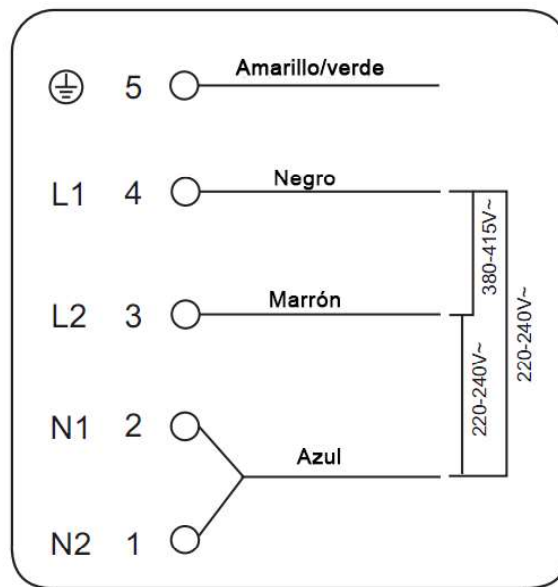 5 Amarillo/verde
L1 4 Negro
380-415V~
L2 3 Marrón
220-240V~
220-240V~
N1 2
Azul
N2 1